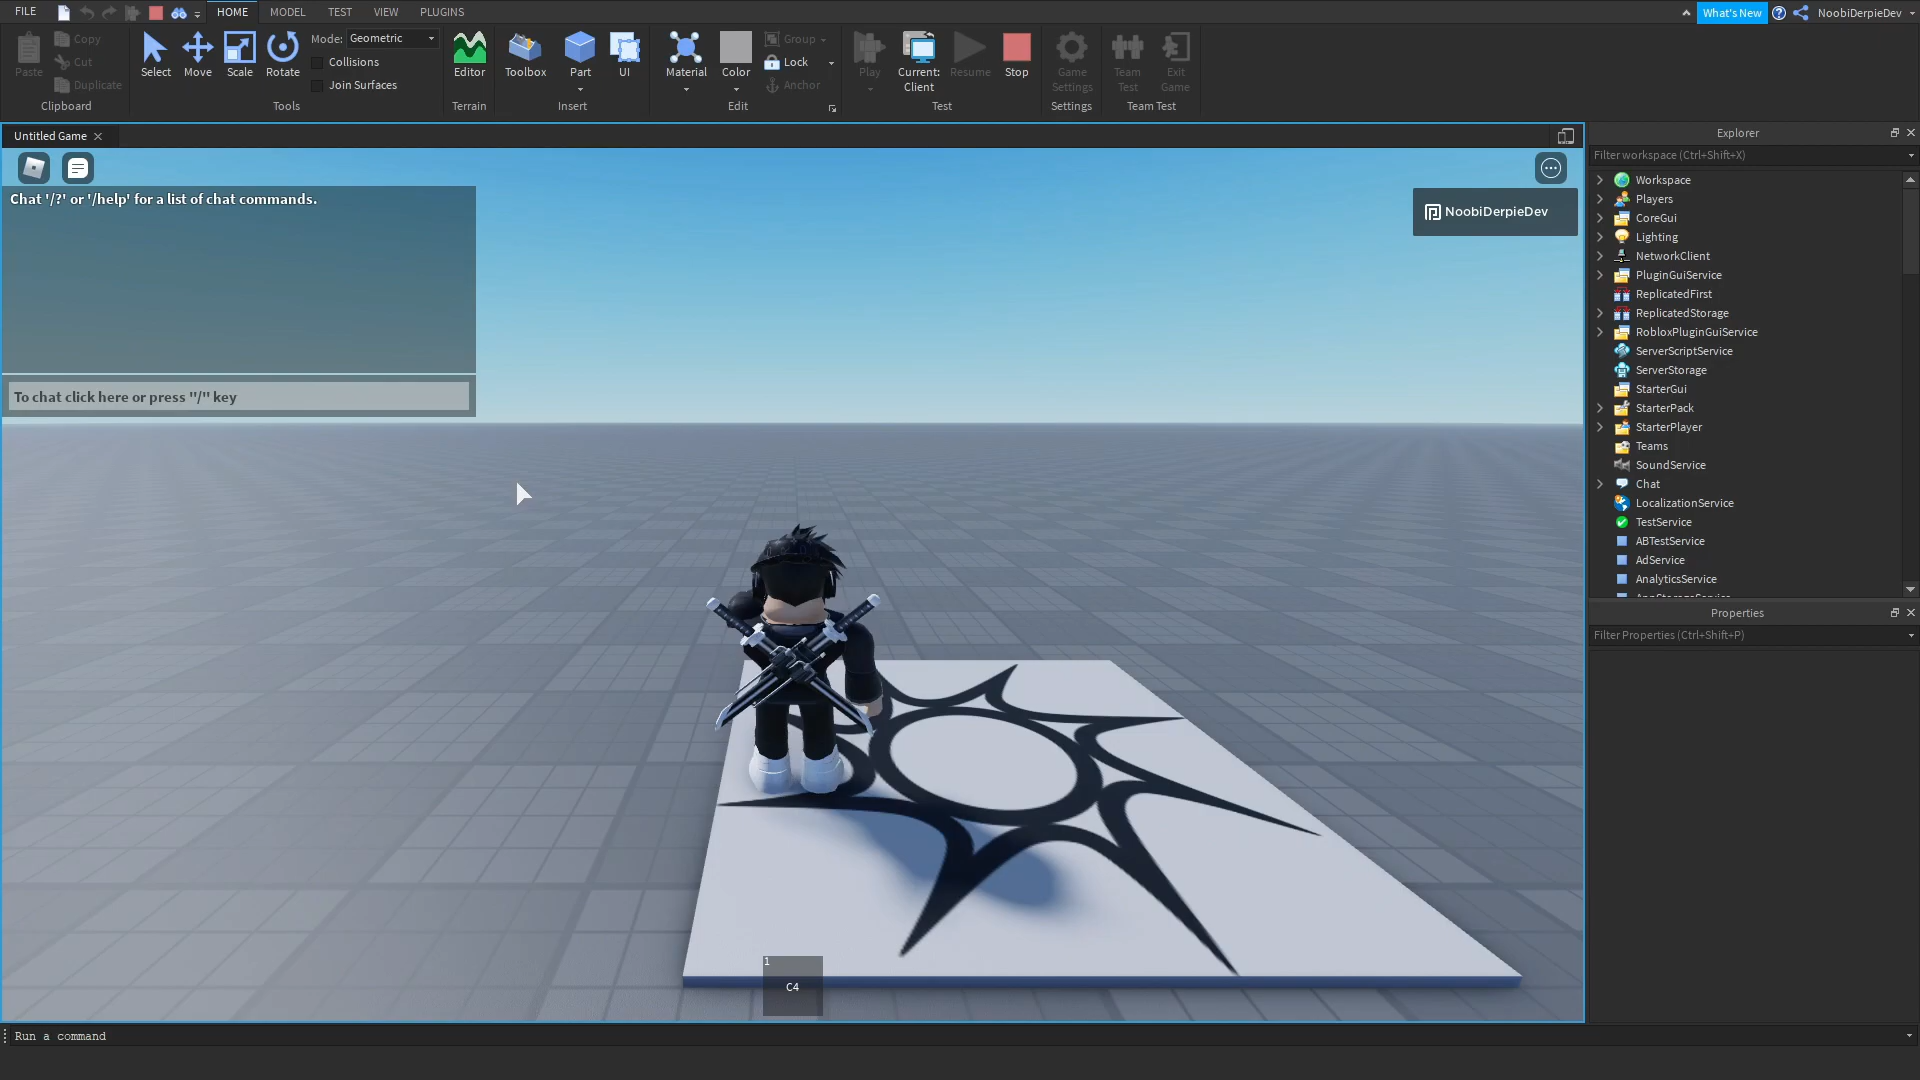 FILE
HOME
MODEL
TEST
VIEW
PLUGINS
What's New
NoobiDerpieDev
Paste
Copy
Cut
Duplicate
Clipboard
Select
Move
Scale
Rotate
Mode: Geometric
Collisions
Join Surfaces
Tools
Editor
Terrain
Toolbox
Part
UI
Insert
Material
Color
Group
Lock
Anchor
Edit
Play
Current:
Client
Resume
Stop
Test
Game
Settings
Settings
Team
Test
Exit
Game
Team Test
Untitled Game
Chat '/?' or '/help' for a list of chat commands.
To chat click here or press "/" key
NoobiDerpieDev
1
C4
Explorer
Filter workspace (Ctrl+Shift+X)
Workspace
Players
CoreGui
Lighting
NetworkClient
PluginGuiService
ReplicatedFirst
ReplicatedStorage
RobloxPluginGuiService
ServerScriptService
ServerStorage
StarterGui
StarterPack
StarterPlayer
Teams
SoundService
Chat
LocalizationService
TestService
ABTestService
AdService
AnalyticsService
Properties
Filter Properties (Ctrl+Shift+P)
Run a command